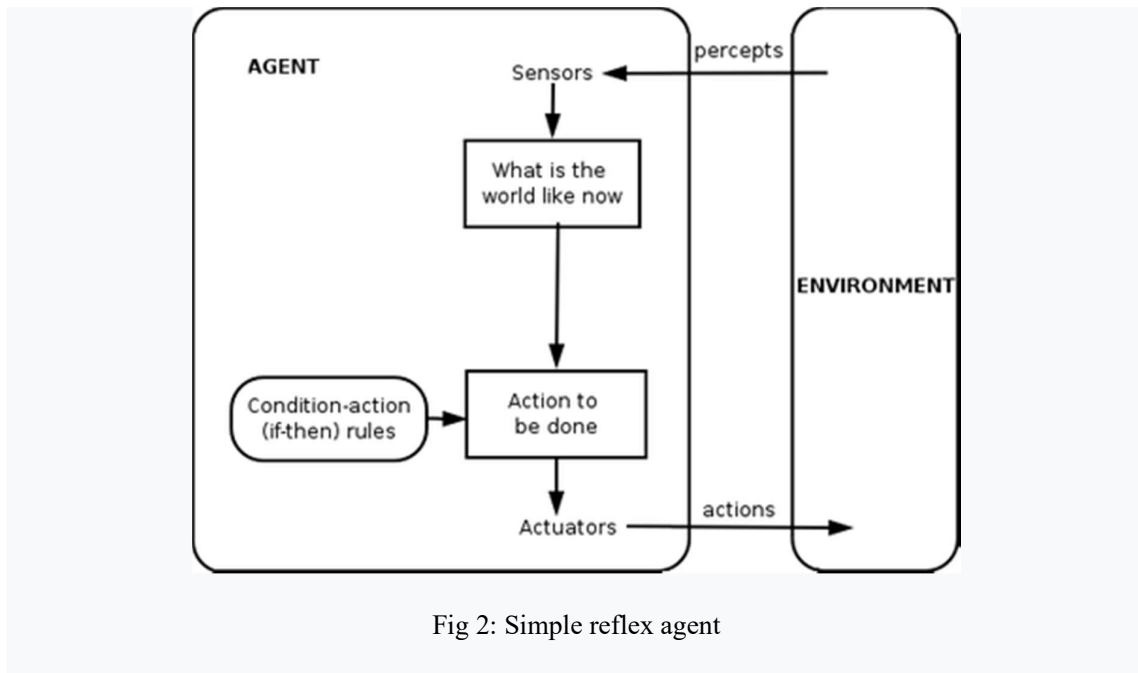 AGENT
percepts
Sensors
What is the
world like now
ENVIRONMENT
Condition-action
(if-then) rules
Action to
be done
actions
Actuators
Fig 2: Simple reflex agent